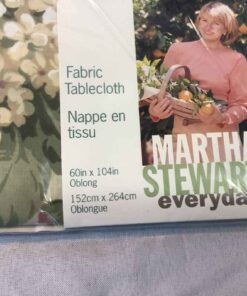 Fabric
Tablecloth
Nappe en
tissu
60in x 104in
Oblong
152cm x 264cm
Oblongue
MARTHA
STEWAR
everyda